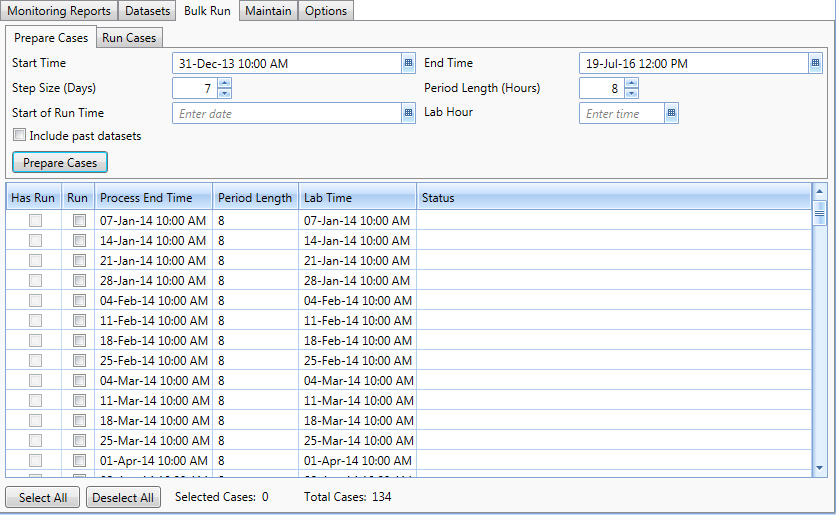 Monitoring Reports Datasets Bulk Run Maintain Options
Prepare Cases Run Cases
Start Time 31-Dec-13 10:00 AM End Time 19-Jul-16 12:00 PM
Step Size (Days) 7 Period Length (Hours) 8
Start of Run Time Enter date Lab Hour Enter time
Include past datasets
Prepare Cases
Has Run Run Process End Time Period Length Lab Time Status
07-Jan-14 10:00 AM 8 07-Jan-14 10:00 AM
14-Jan-14 10:00 AM 8 14-Jan-14 10:00 AM
21-Jan-14 10:00 AM 8 21-Jan-14 10:00 AM
28-Jan-14 10:00 AM 8 28-Jan-14 10:00 AM
04-Feb-14 10:00 AM 8 04-Feb-14 10:00 AM
11-Feb-14 10:00 AM 8 11-Feb-14 10:00 AM
18-Feb-14 10:00 AM 8 18-Feb-14 10:00 AM
25-Feb-14 10:00 AM 8 25-Feb-14 10:00 AM
04-Mar-14 10:00 AM 8 04-Mar-14 10:00 AM
11-Mar-14 10:00 AM 8 11-Mar-14 10:00 AM
18-Mar-14 10:00 AM 8 18-Mar-14 10:00 AM
25-Mar-14 10:00 AM 8 25-Mar-14 10:00 AM
01-Apr-14 10:00 AM 8 01-Apr-14 10:00 AM
Select All Deselect All Selected Cases: 0 Total Cases: 134